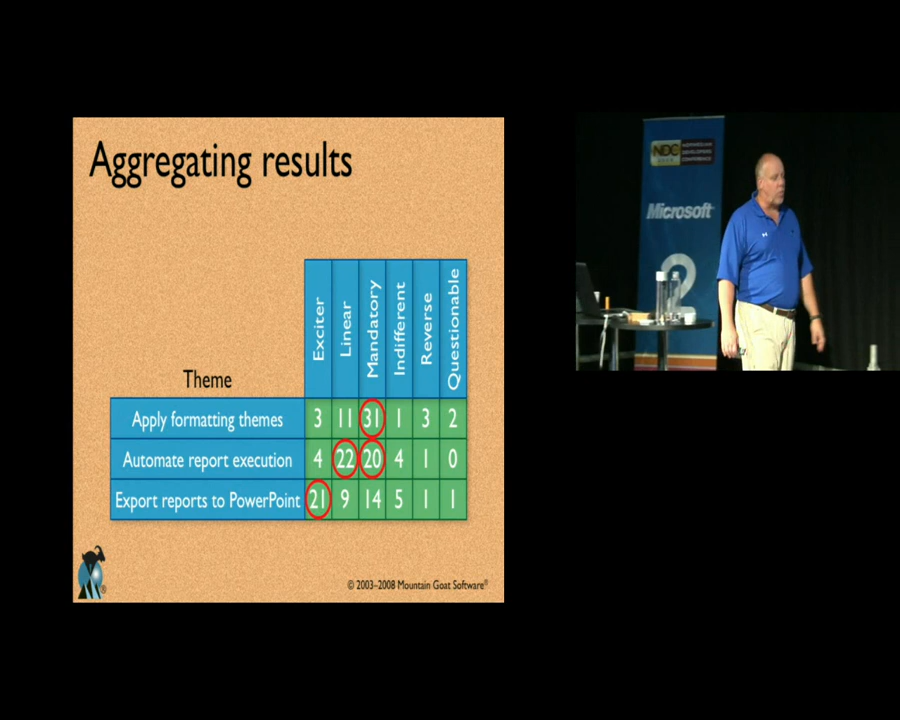 Aggregating results
Exciter
Linear
Mandatory
Indifferent
Reverse
Questionable
Theme
Apply formatting themes 3 11 31 1 3 2
Automate report execution 4 22 20 4 1 0
Export reports to PowerPoint 21 9 14 5 1 1
© 2003–2008 Mountain Goat Software®
®
NDC
Microsoft
2